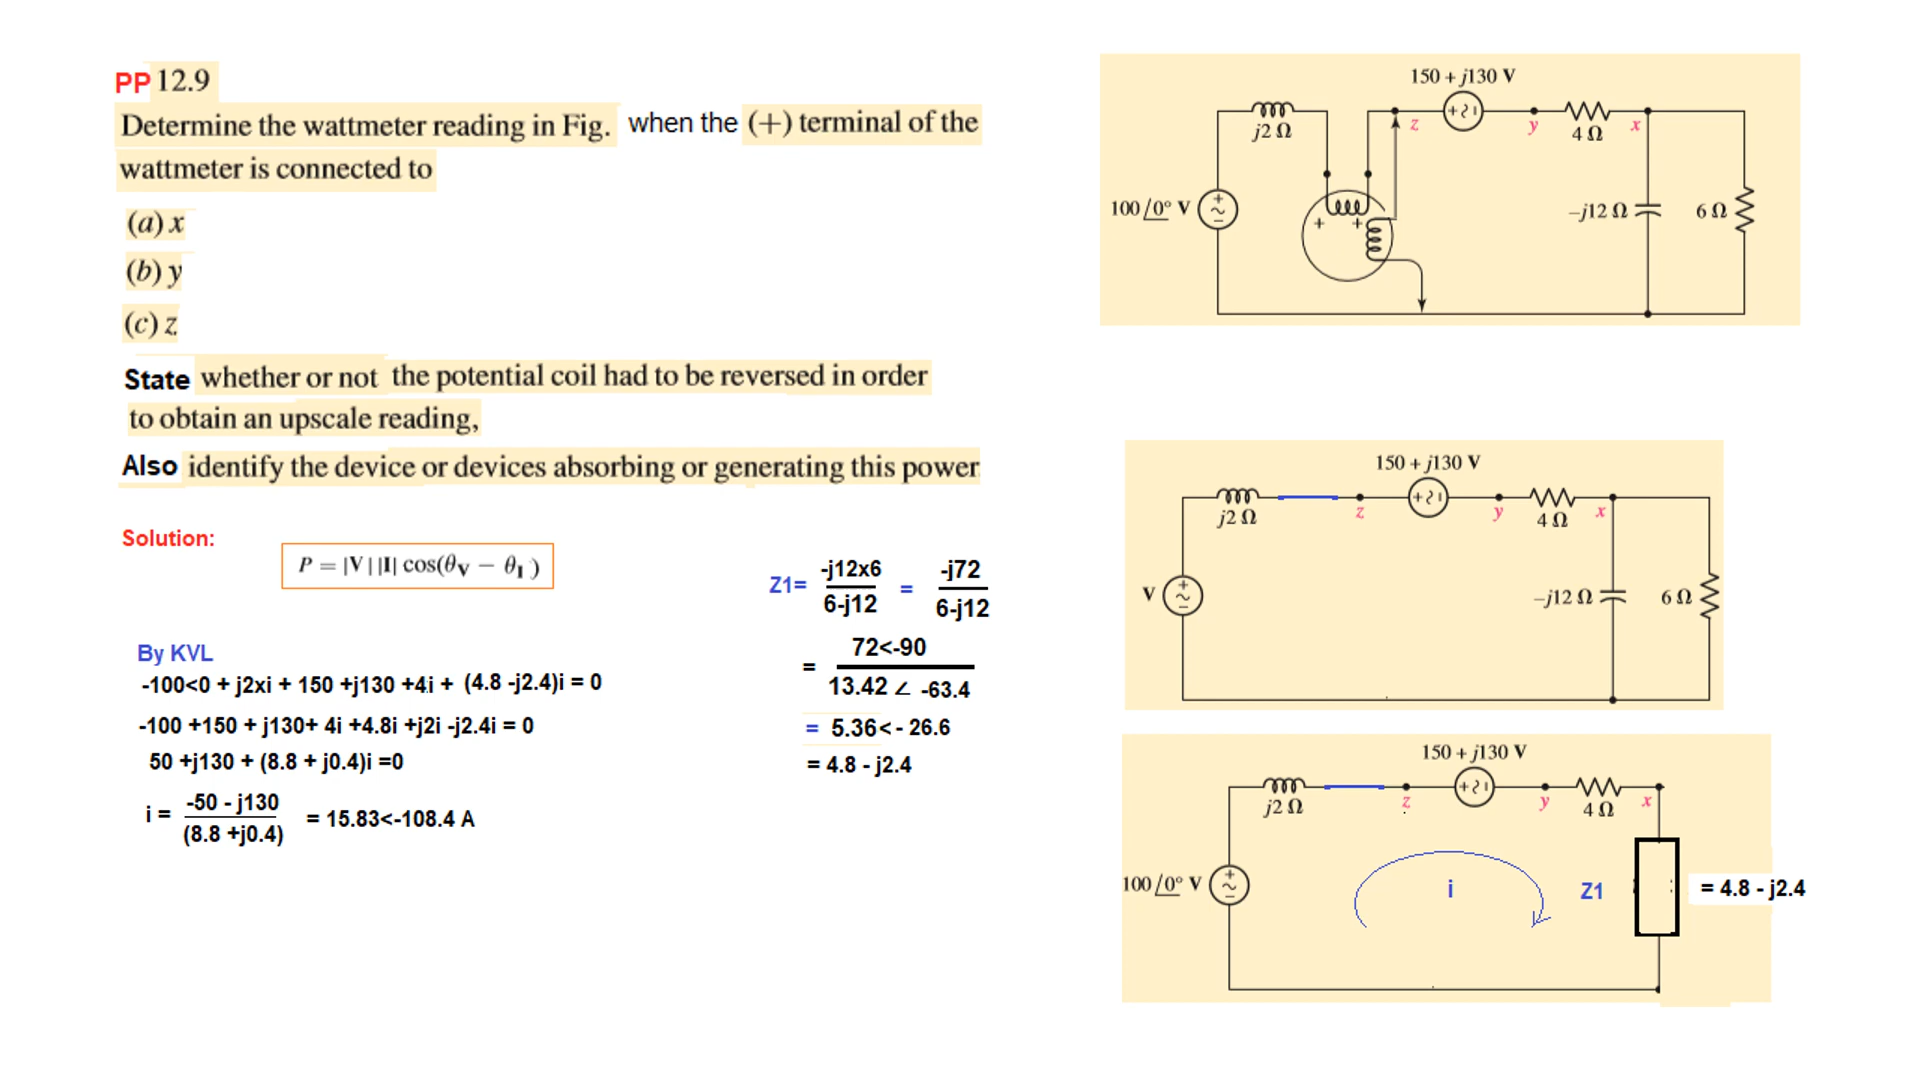 PP 12.9
Determine the wattmeter reading in Fig. when the (+) terminal of the
wattmeter is connected to
(a) x
(b) y
(c) z
State whether or not the potential coil had to be reversed in order
to obtain an upscale reading,
Also identify the device or devices absorbing or generating this power
Solution:
P = |V| |I| cos(θV − θI )
By KVL
-100<0 + j2xi + 150 +j130 +4i + (4.8 -j2.4)i = 0
-100 +150 + j130+ 4i +4.8i +j2i -j2.4i = 0
50 +j130 + (8.8 + j0.4)i =0
i = -50 - j130 / (8.8 +j0.4) = 15.83<-108.4 A
Z1= -j12x6 / 6-j12 = -j72 / 6-j12
= 72<-90 / 13.42 ∠ -63.4
= 5.36< - 26.6
= 4.8 - j2.4
150 + j130 V
j2 Ω
z
+
y
4 Ω
x
100/0° V
+
−
+
+
−j12 Ω
6 Ω
150 + j130 V
j2 Ω
z
+
y
4 Ω
x
V
+
−
−j12 Ω
6 Ω
150 + j130 V
j2 Ω
z
+
y
4 Ω
x
100/0° V
+
−
i
Z1
= 4.8 - j2.4